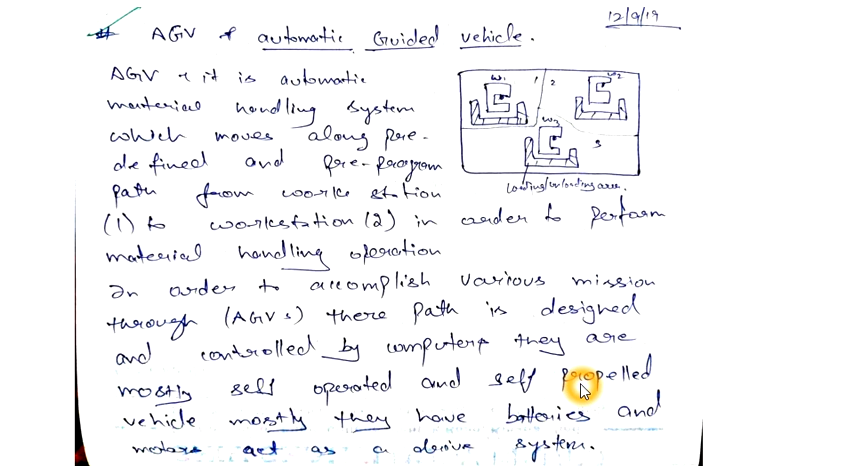 12/9/19
# AGV & automatic Guided vehicle.
AGV & it is automatic
material handling system
which moves along pre-
defined and pre-program
path from work station
(1) to workstation (2) in order to perform
material handling operation
In order to accomplish various mission
through (AGVs) there path is designed
and controlled by computers they are
mostly self operated and self propelled
vehicle mostly they have batteries and
motors act as a drive system.
W1 1 2 W2
W3 3
Loading/unloading area.